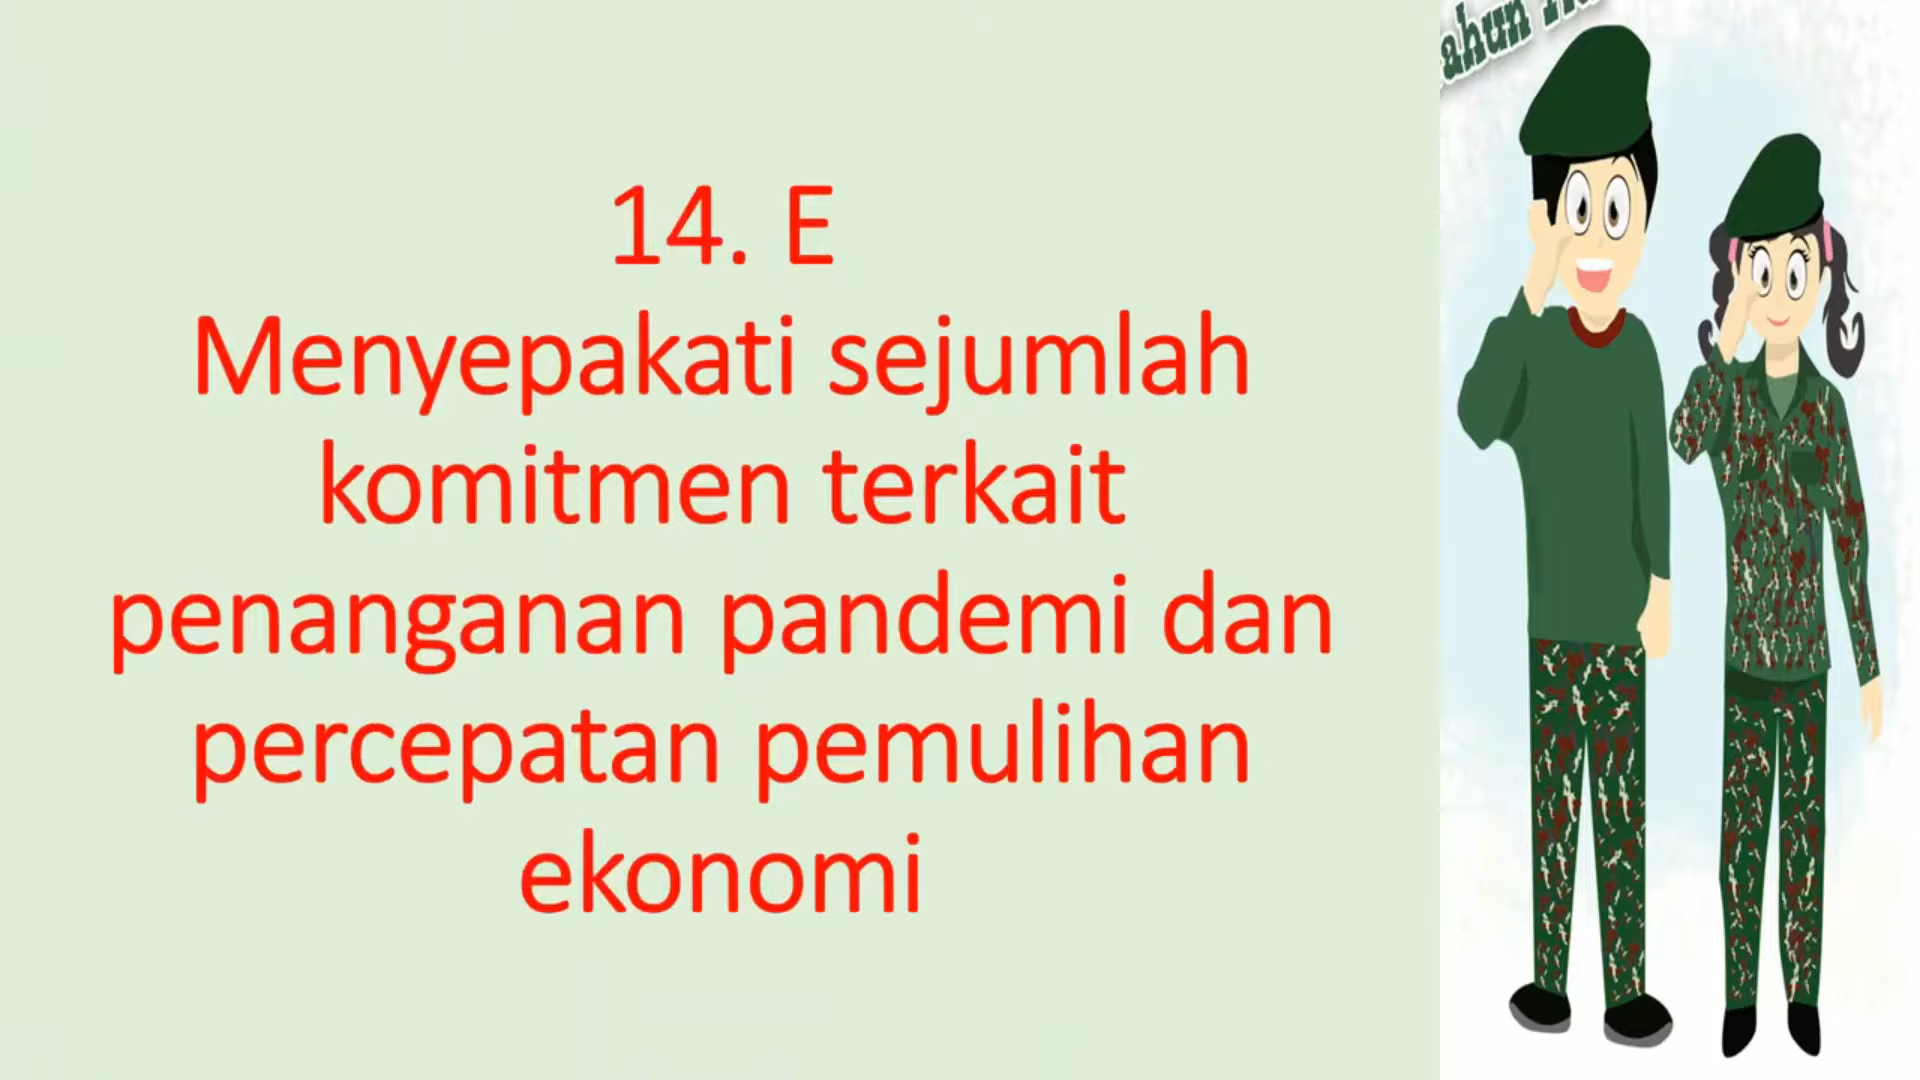 14. E
Menyepakati sejumlah
komitmen terkait
penanganan pandemi dan
percepatan pemulihan
ekonomi